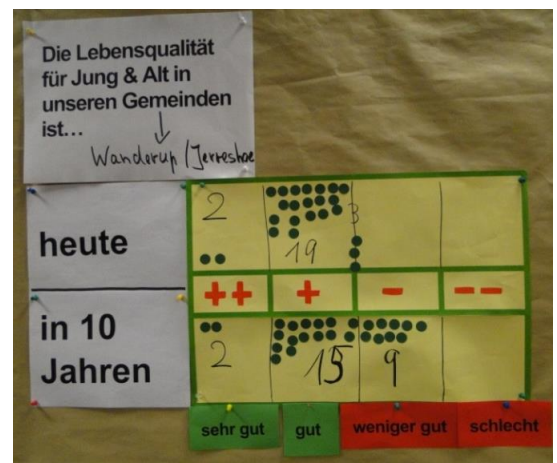 Die Lebensqualität
für Jung & Alt in
unseren Gemeinden
ist...
Wanderup / Jerreshoe
heute
2
3
19
++ + - --
in 10
Jahren
2
15
9
sehr gut gut weniger gut schlecht